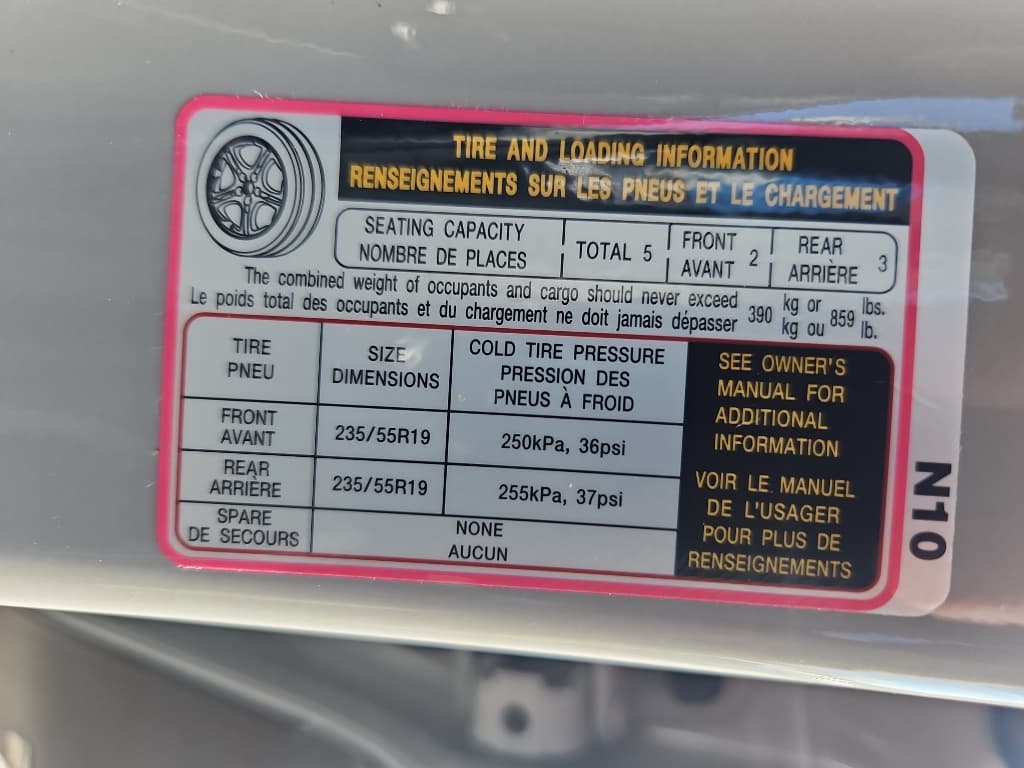 TIRE AND LOADING INFORMATION
RENSEIGNEMENTS SUR LES PNEUS ET LE CHARGEMENT
SEATING CAPACITY
NOMBRE DE PLACES
TOTAL 5
FRONT
AVANT
2
REAR
ARRIÈRE
3
The combined weight of occupants and cargo should never exceed 390 kg or 859 lbs.
Le poids total des occupants et du chargement ne doit jamais dépasser 390 kg ou 859 lb.
TIRE
PNEU
SIZE
DIMENSIONS
COLD TIRE PRESSURE
PRESSION DES
PNEUS À FROID
FRONT
AVANT
235/55R19
250kPa, 36psi
REAR
ARRIÈRE
235/55R19
255kPa, 37psi
SPARE
DE SECOURS
NONE
AUCUN
SEE OWNER'S
MANUAL FOR
ADDITIONAL
INFORMATION
VOIR LE MANUEL
DE L'USAGER
POUR PLUS DE
RENSEIGNEMENTS
N10